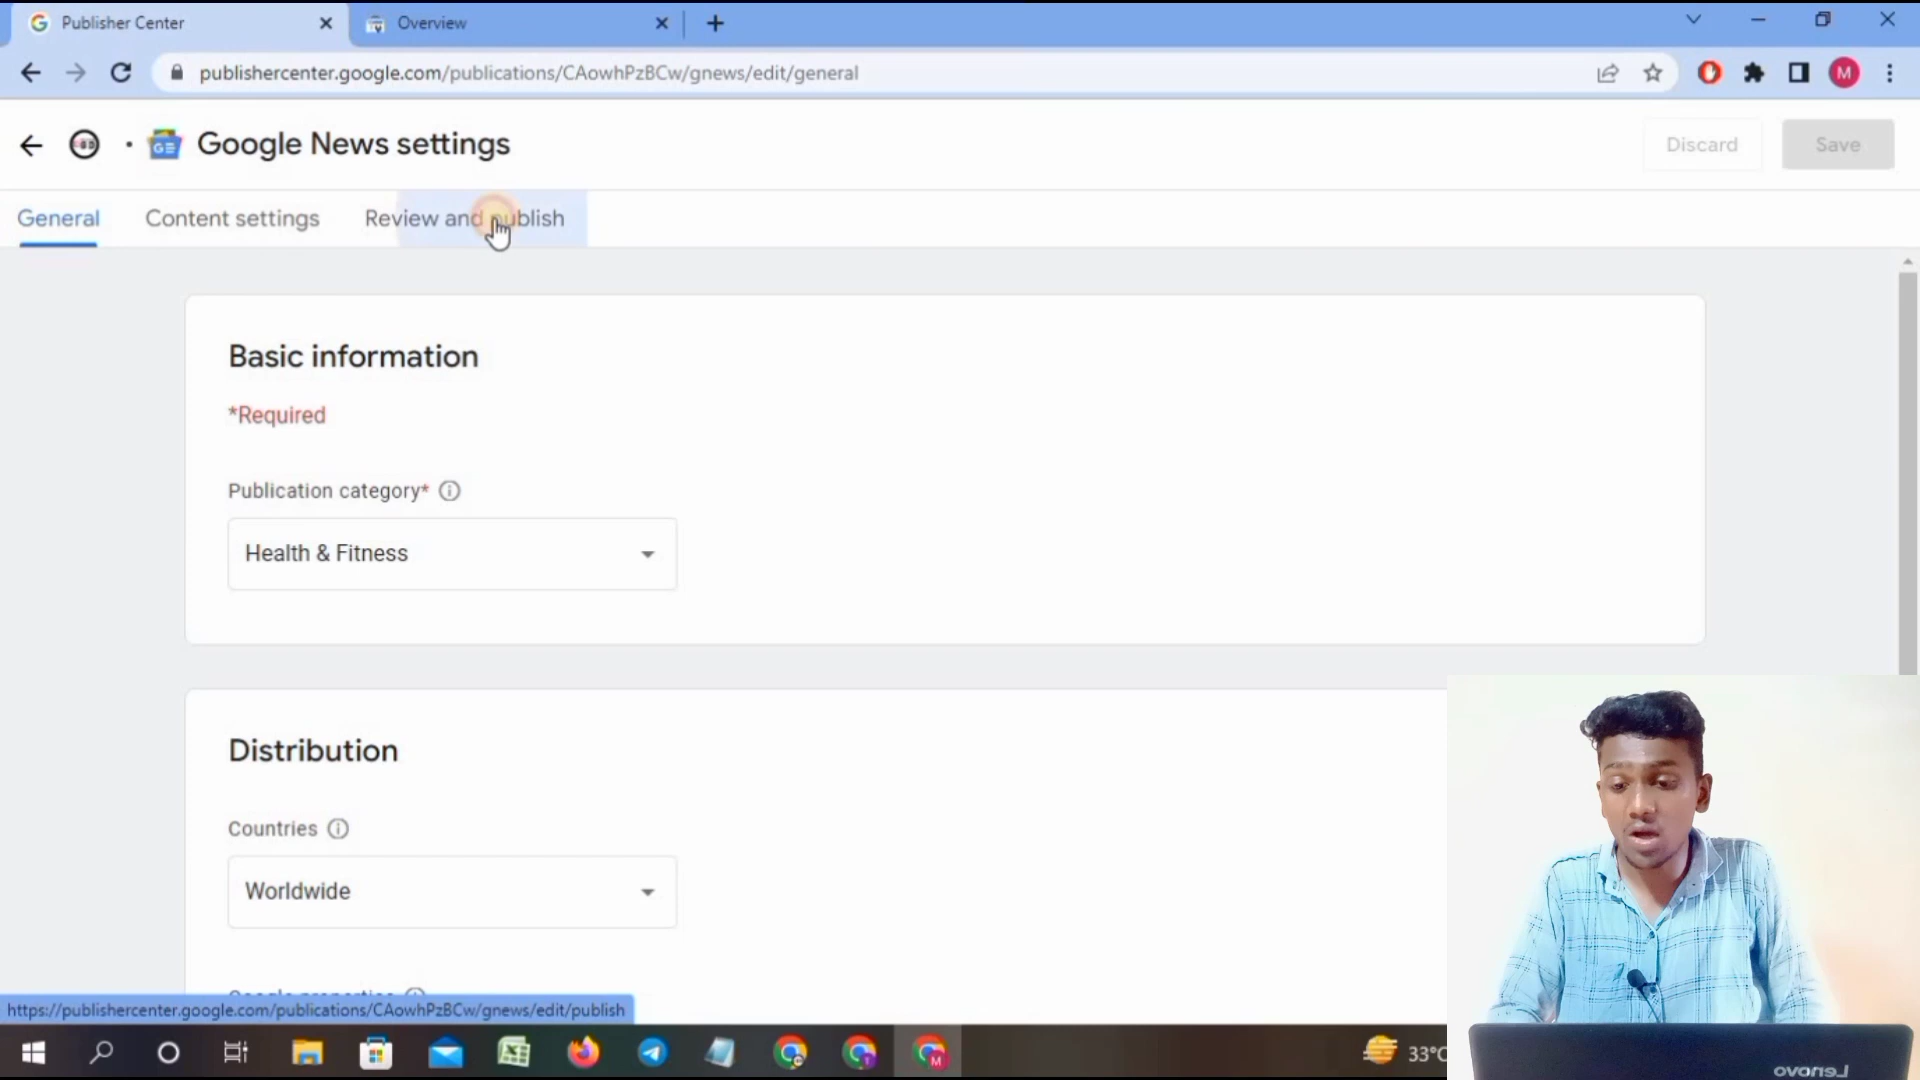 Publisher Center
Overview
publishercenter.google.com/publications/CAowhPzBCw/gnews/edit/general
M
GE Google News settings
Discard
Save
General
Content settings
Review and publish
Basic information
*Required
Publication category*
Health & Fitness
Distribution
Countries
Worldwide
https://publishercenter.google.com/publications/CAowhPzBCw/gnews/edit/publish
33°C
Lenovo